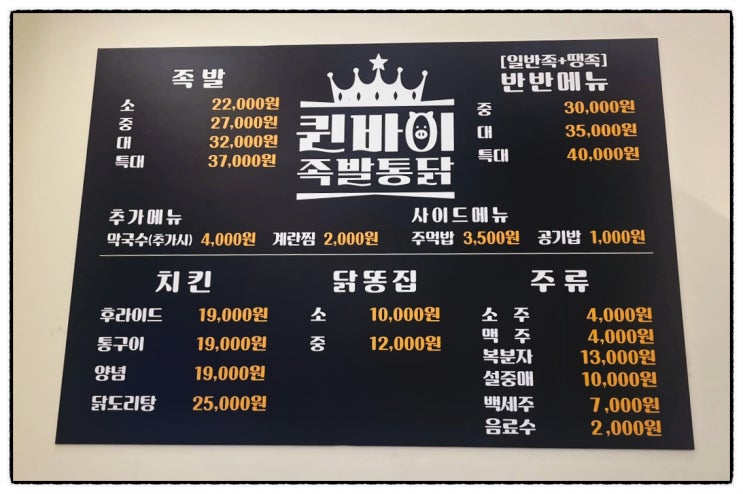 족발
소 22,000원
중 27,000원
대 32,000원
특대 37,000원
퀸바이
족발통닭
[일반족+땡족]
반반메뉴
중 30,000원
대 35,000원
특대 40,000원
추가메뉴
막국수(추가시) 4,000원 계란찜 2,000원
사이드메뉴
주먹밥 3,500원 공기밥 1,000원
치킨
후라이드 19,000원
통구이 19,000원
양념 19,000원
닭도리탕 25,000원
닭똥집
소 10,000원
중 12,000원
주류
소주 4,000원
맥주 4,000원
복분자 13,000원
설중매 10,000원
백세주 7,000원
음료수 2,000원